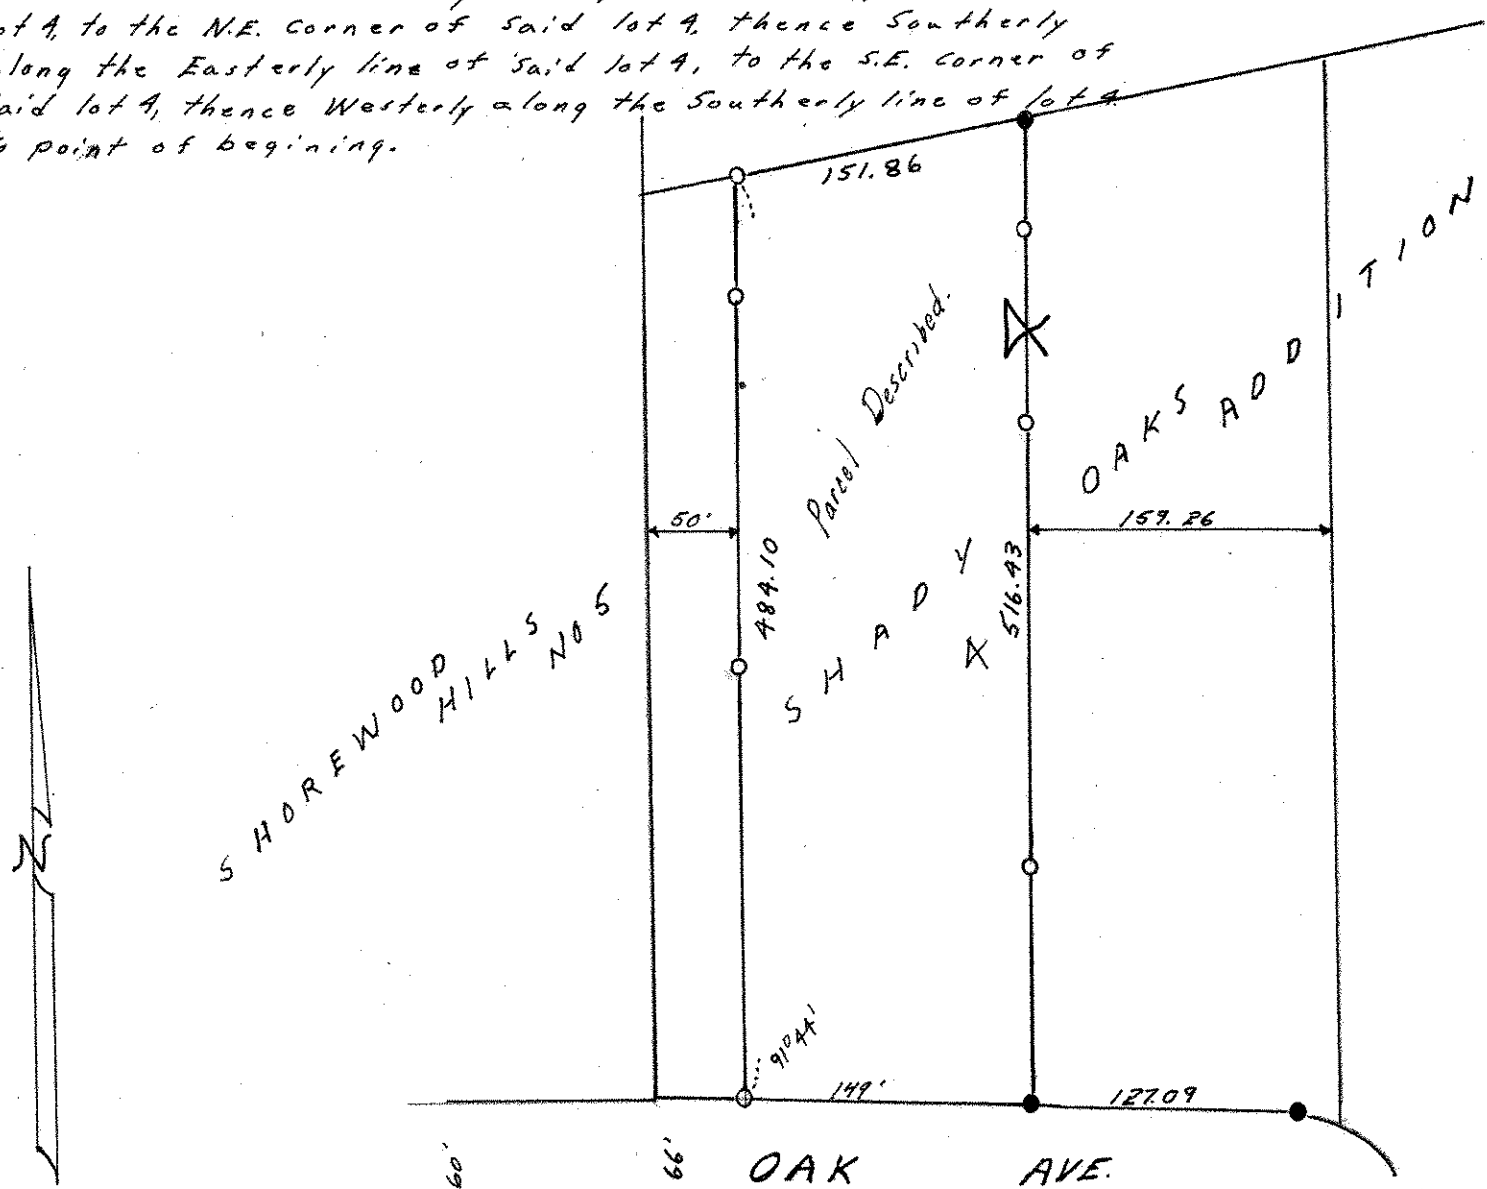 ot 4, to the N.E. Corner of said lot 4, thence Southerly
long the Easterly line of said lot 4, to the S.E. corner of
aid lot 4, thence Westerly along the Southerly line of lot 4
point of begining.
151.86
Parcel Described.
SHADY OAKS ADDITION
50'
484.10
516.43
159.26
4
SHOREWOOD HILLS NO 5
N
91°44'
149'
127.09
60'
66'
OAK AVE.